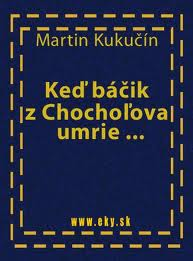 Martin Kukučín
Keď báčik
z Chochoľova
umrie ...
www.eky.sk